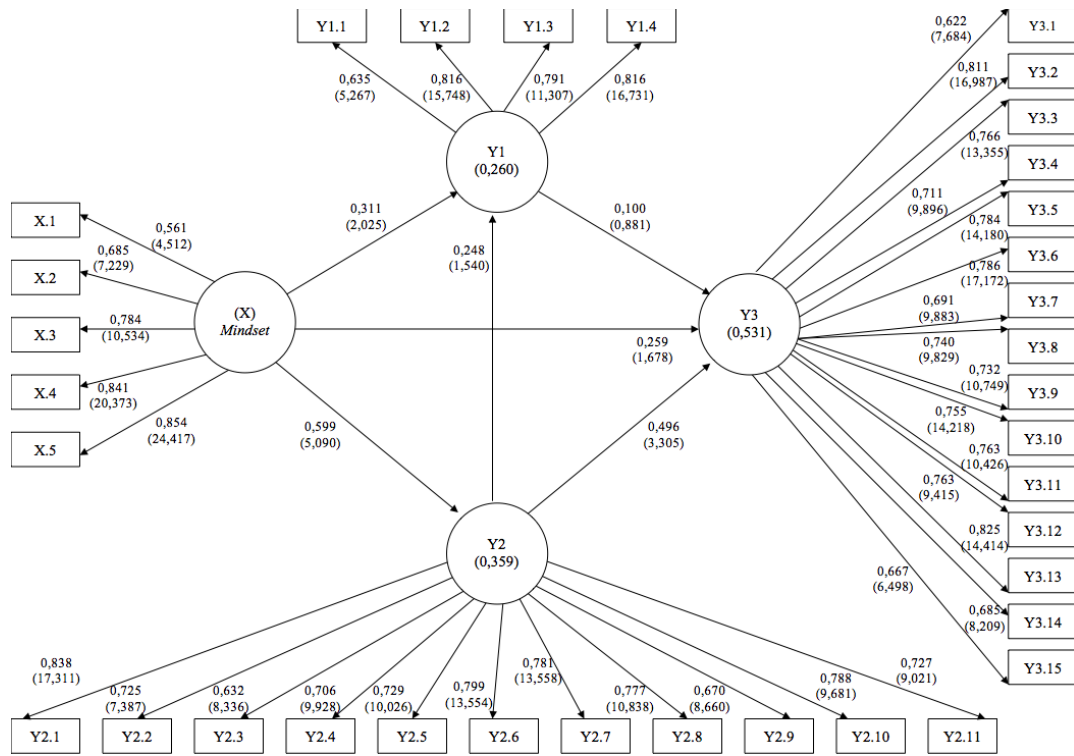 Y1.1
Y1.2
Y1.3
Y1.4
Y3.1
0,622
(7,684)
0,635
(5,267)
0,816
(15,748)
0,791
(11,307)
0,816
(16,731)
0,811
(16,987)
Y3.2
Y3.3
0,766
(13,355)
Y3.4
Y1
(0,260)
0,711
(9,896)
Y3.5
0,784
(14,180)
X.1
0,561
(4,512)
0,311
(2,025)
0,100
(0,881)
0,248
(1,540)
Y3.6
0,786
(17,172)
X.2
0,685
(7,229)
0,691
(9,883)
Y3.7
X.3
0,784
(10,534)
(X)
Mindset
Y3
(0,531)
0,259
(1,678)
0,740
(9,829)
Y3.8
X.4
0,841
(20,373)
0,732
(10,749)
Y3.9
0,755
(14,218)
Y3.10
X.5
0,854
(24,417)
0,599
(5,090)
0,496
(3,305)
0,763
(10,426)
Y3.11
0,763
(9,415)
Y3.12
Y2
(0,359)
0,825
(14,414)
Y3.13
0,667
(6,498)
0,685
(8,209)
Y3.14
Y3.15
0,838
(17,311)
0,725
(7,387)
0,632
(8,336)
0,706
(9,928)
0,729
(10,026)
0,799
(13,554)
0,781
(13,558)
0,777
(10,838)
0,670
(8,660)
0,788
(9,681)
0,727
(9,021)
Y2.1
Y2.2
Y2.3
Y2.4
Y2.5
Y2.6
Y2.7
Y2.8
Y2.9
Y2.10
Y2.11